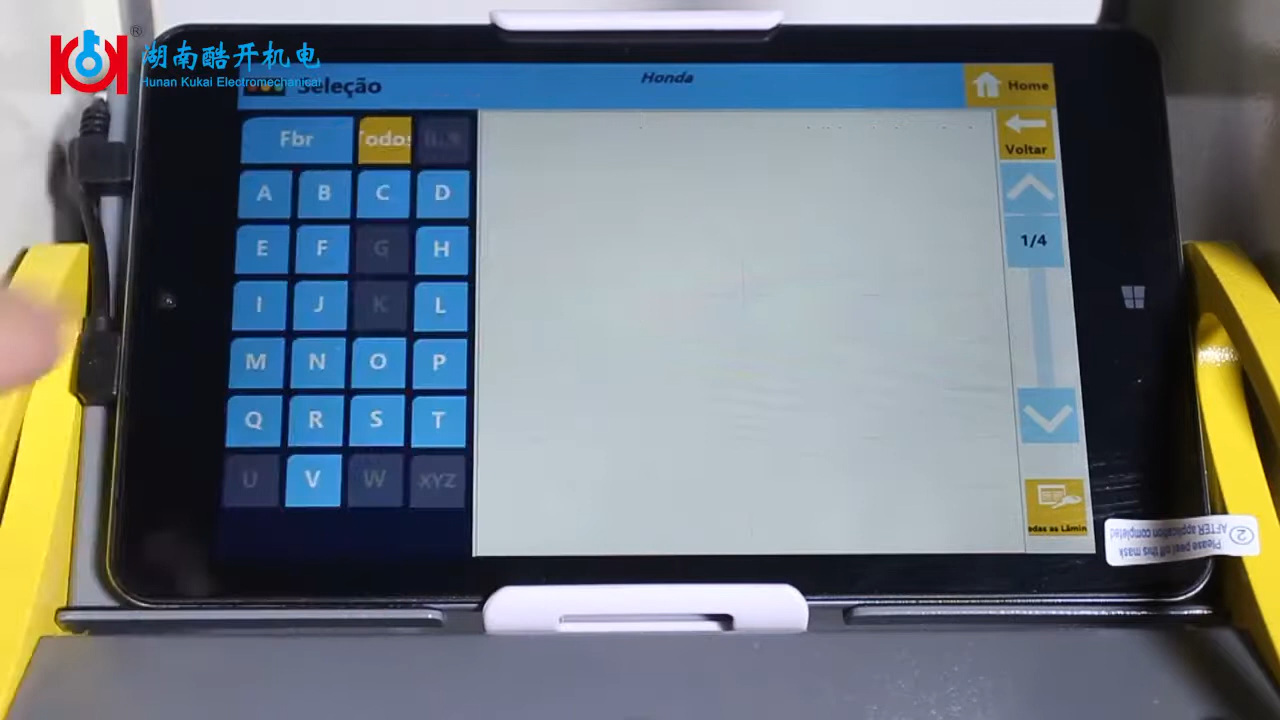 湖南酷开机电
Hunan Kukai Electromechanical
®
Seleção
Honda
Home
Fbr
Todos
Voltar
A B C D
E F G H
1/4
I J K L
M N O P
Q R S T
U V W XYZ
edas as Lâmin
2
Please peel off this mask
AFTER application completed